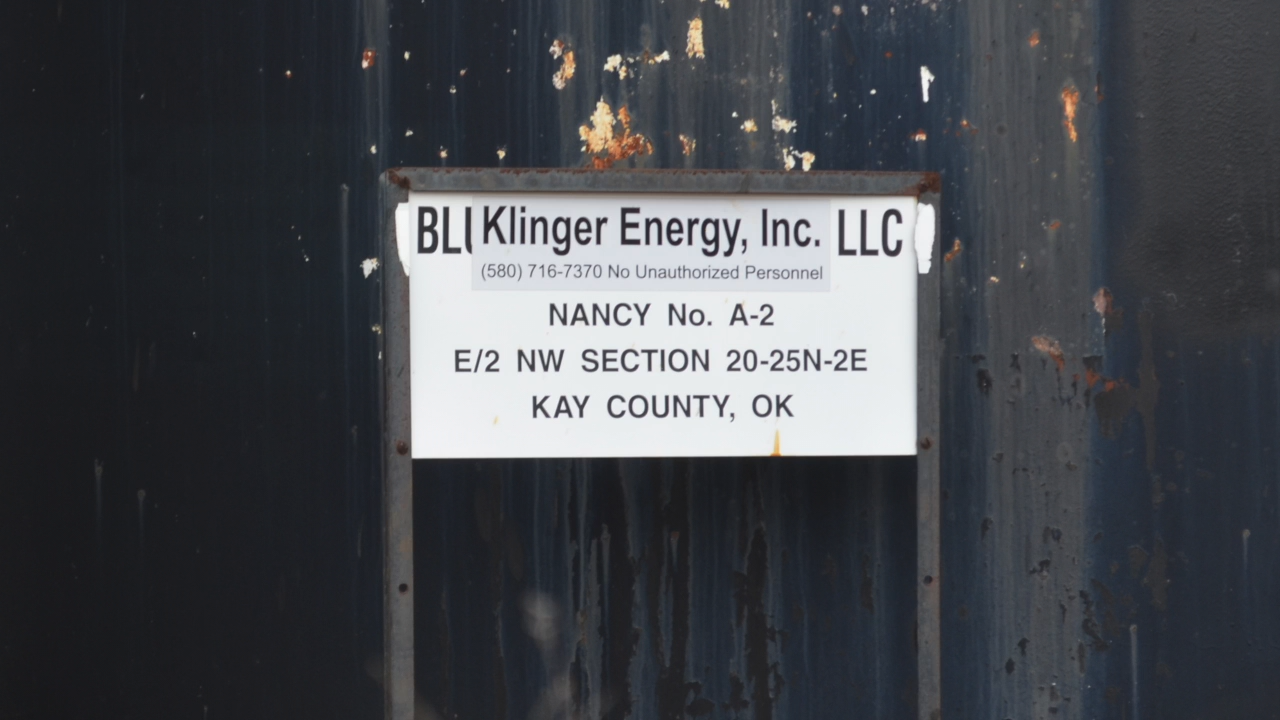 Klinger Energy, Inc. LLC
(580) 716-7370 No Unauthorized Personnel
NANCY No. A-2
E/2 NW SECTION 20-25N-2E
KAY COUNTY, OK